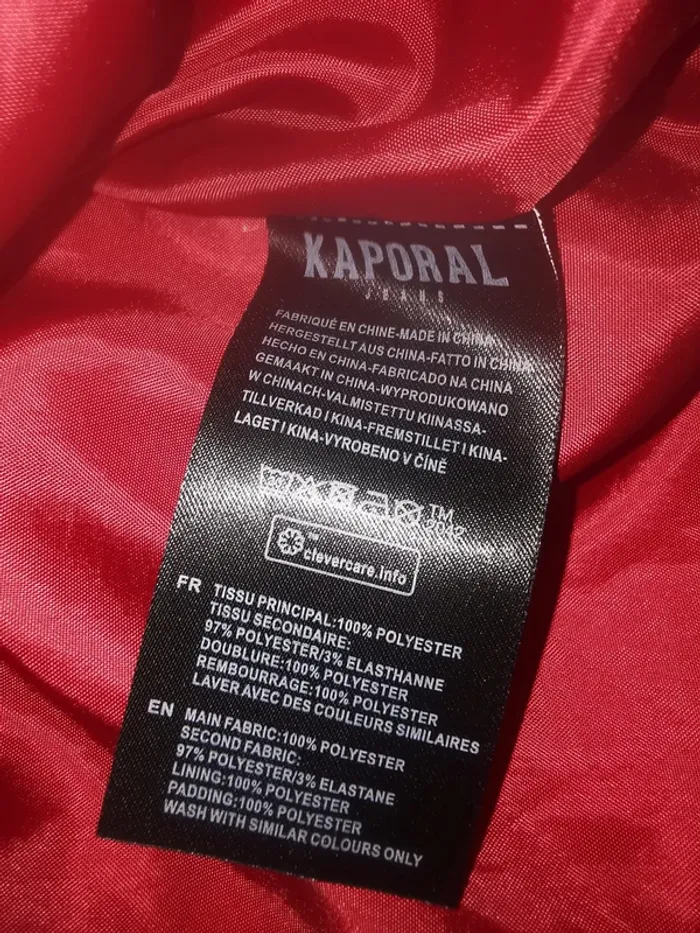 KAPORAL
JEANS
FABRIQUÉ EN CHINE-MADE IN CHINA
HERGESTELLT AUS CHINA-FATTO IN CHINA
HECHO EN CHINA-FABRICADO NA CHINA
GEMAAKT IN CHINA-WYPRODUKOWANO
W CHINACH-VALMISTETTU KIINASSA-
TILLVERKAD I KINA-FREMSTILLET I KINA-
LAGET I KINA-VYROBENO V ČÍNĚ
TM
2012
TM
clevercare.info
FR TISSU PRINCIPAL:100% POLYESTER
TISSU SECONDAIRE:
97% POLYESTER/3% ELASTHANNE
DOUBLURE:100% POLYESTER
REMBOURRAGE:100% POLYESTER
LAVER AVEC DES COULEURS SIMILAIRES
EN MAIN FABRIC:100% POLYESTER
SECOND FABRIC:
97% POLYESTER/3% ELASTANE
LINING:100% POLYESTER
PADDING:100% POLYESTER
WASH WITH SIMILAR COLOURS ONLY